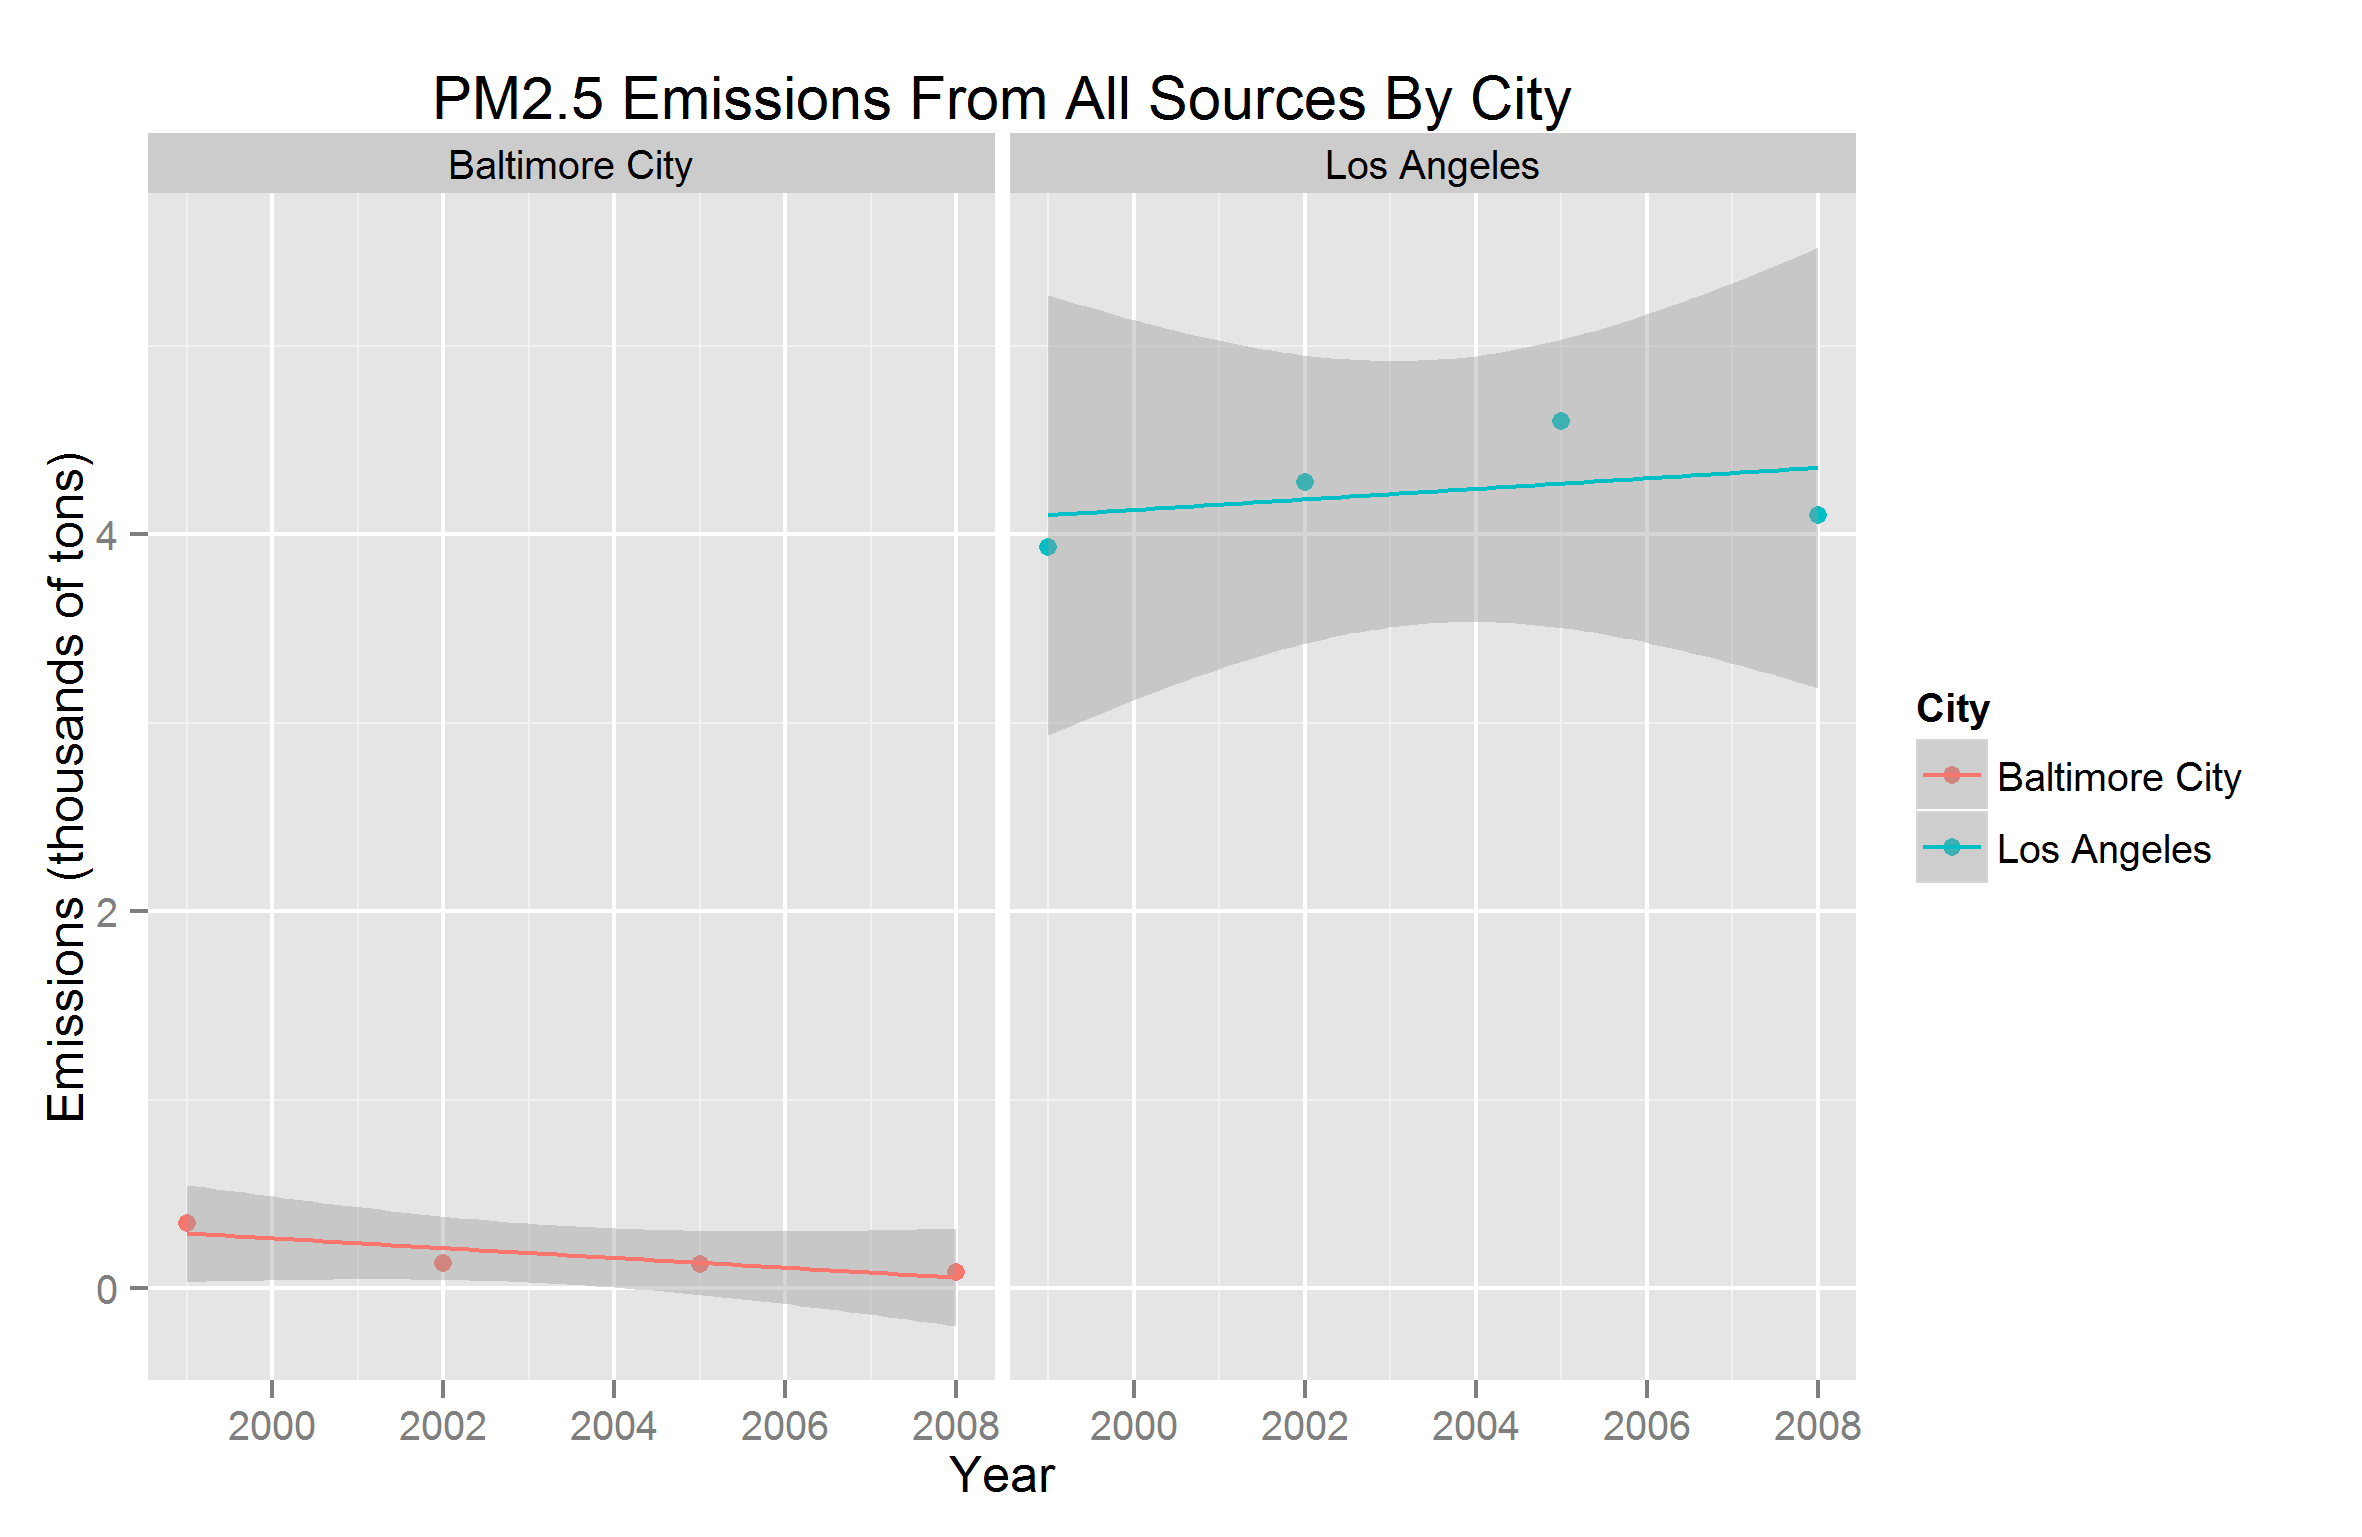 PM2.5 Emissions From All Sources By City
Baltimore City
Los Angeles
Emissions (thousands of tons)
4
2
0
2000 2002 2004 2006 2008
2000 2002 2004 2006 2008
Year
City
Baltimore City
Los Angeles